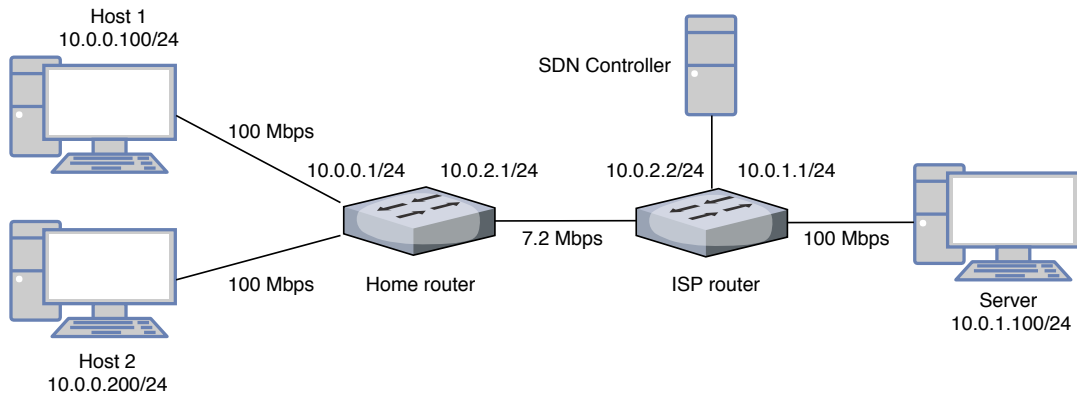 Host 1
10.0.0.100/24
SDN Controller
100 Mbps
10.0.0.1/24
10.0.2.1/24
10.0.2.2/24
10.0.1.1/24
7.2 Mbps
100 Mbps
100 Mbps
Home router
ISP router
Server
10.0.1.100/24
Host 2
10.0.0.200/24